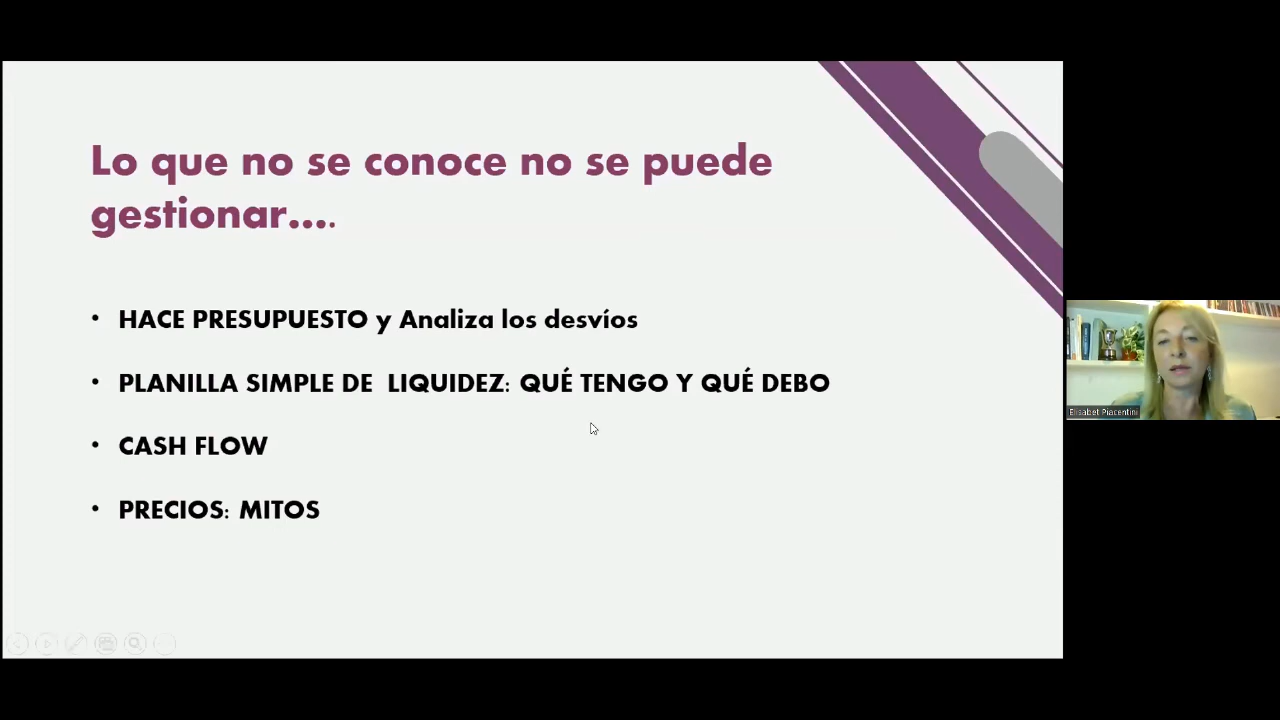 Lo que no se conoce no se puede
gestionar....
• HACE PRESUPUESTO y Analiza los desvíos
• PLANILLA SIMPLE DE LIQUIDEZ: QUÉ TENGO Y QUÉ DEBO
• CASH FLOW
• PRECIOS: MITOS
Elisabet Piacentini